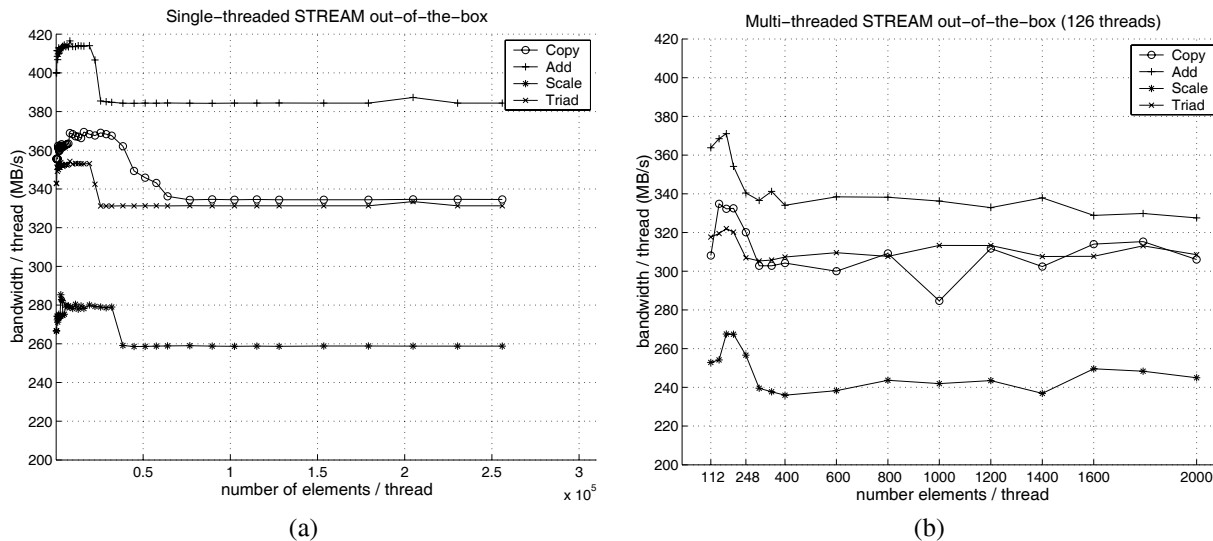 Single-threaded STREAM out-of-the-box
420
400
380
360
340
320
300
280
260
240
220
200
bandwidth / thread (MB/s)
Copy
Add
Scale
Triad
0.5 1 1.5 2 2.5 3
x 10^5
number of elements / thread
(a)
Multi-threaded STREAM out-of-the-box (126 threads)
420
400
380
360
340
320
300
280
260
240
220
200
bandwidth / thread (MB/s)
Copy
Add
Scale
Triad
112 248 400 600 800 1000 1200 1400 1600 2000
number elements / thread
(b)